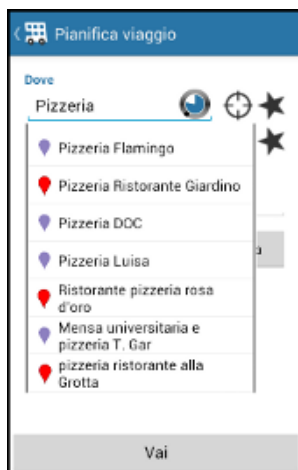 Pianifica viaggio
Dove
Pizzeria
Pizzeria Flamingo
Pizzeria Ristorante Giardino
Pizzeria DOC
Pizzeria Luisa
Ristorante pizzeria rosa
d'oro
Mensa universitaria e
pizzeria T. Gar
pizzeria ristorante alla
Grotta
Vai